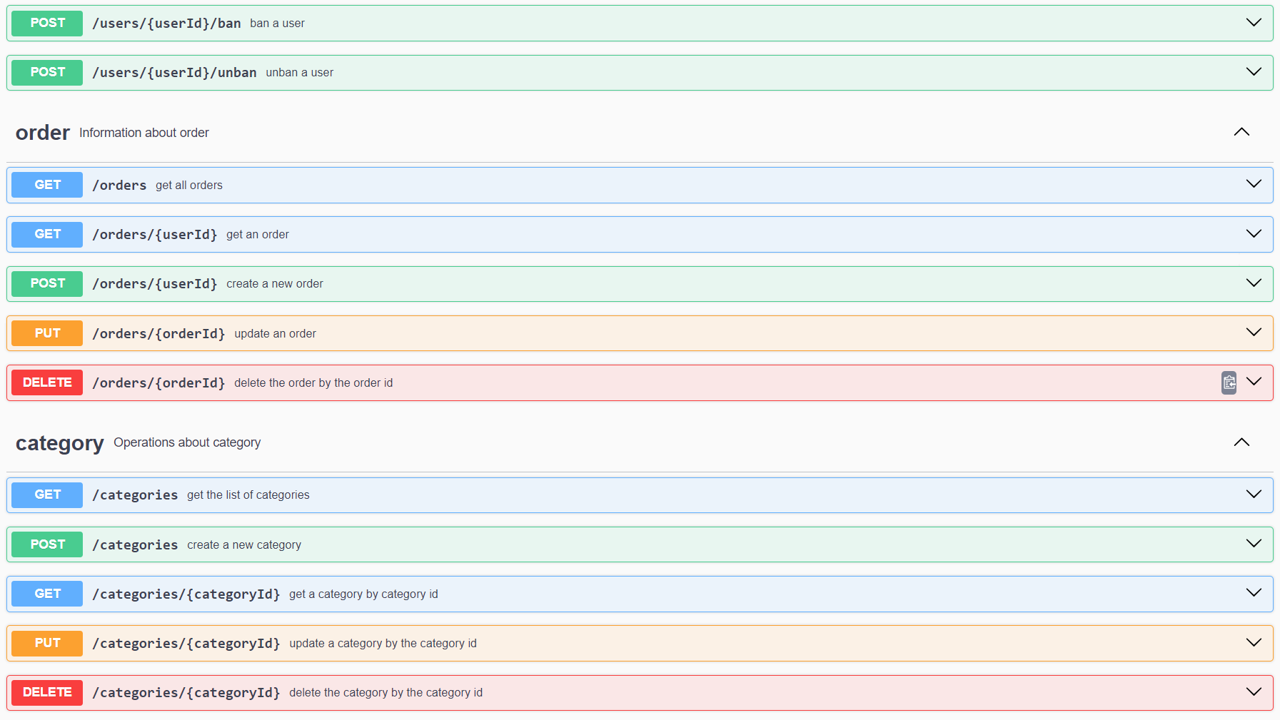 POST /users/{userId}/ban ban a user
POST /users/{userId}/unban unban a user
order Information about order
GET /orders get all orders
GET /orders/{userId} get an order
POST /orders/{userId} create a new order
PUT /orders/{orderId} update an order
DELETE /orders/{orderId} delete the order by the order id
category Operations about category
GET /categories get the list of categories
POST /categories create a new category
GET /categories/{categoryId} get a category by category id
PUT /categories/{categoryId} update a category by the category id
DELETE /categories/{categoryId} delete the category by the category id